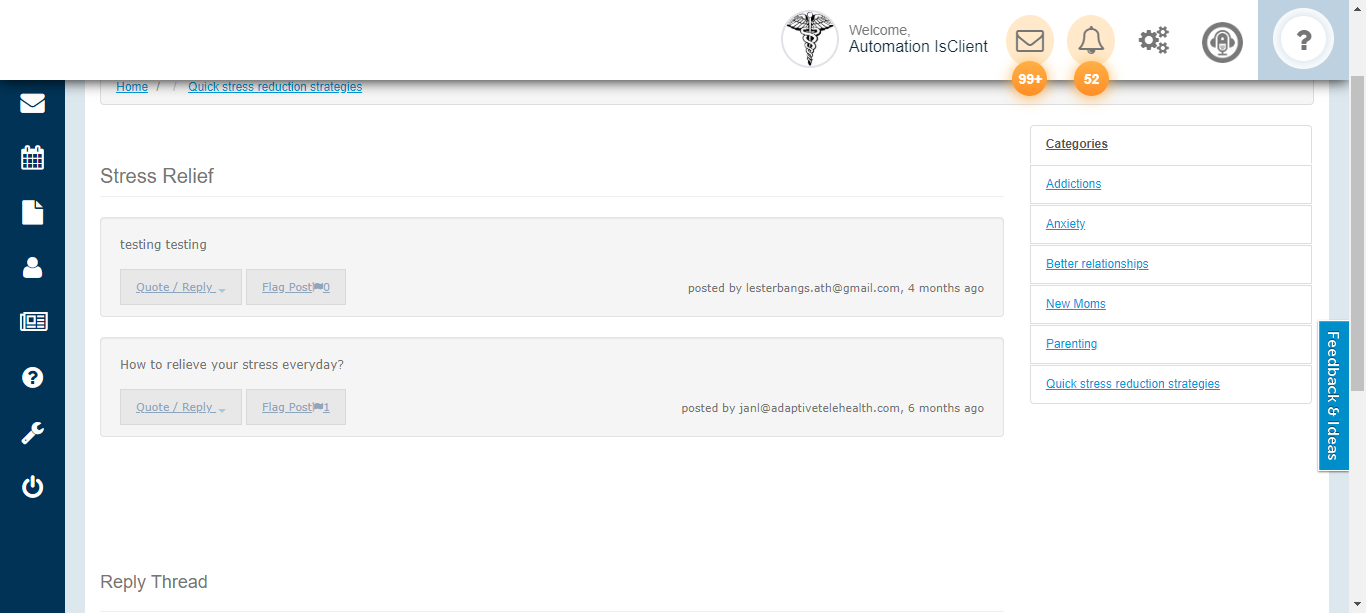 Welcome,
Automation IsClient
99+
52
?
Home / / Quick stress reduction strategies
Stress Relief
testing testing
Quote / Reply Flag Post 0
posted by lesterbangs.ath@gmail.com, 4 months ago
How to relieve your stress everyday?
Quote / Reply Flag Post 1
posted by janl@adaptivetelehealth.com, 6 months ago
Reply Thread
Categories
Addictions
Anxiety
Better relationships
New Moms
Parenting
Quick stress reduction strategies
Feedback & Ideas